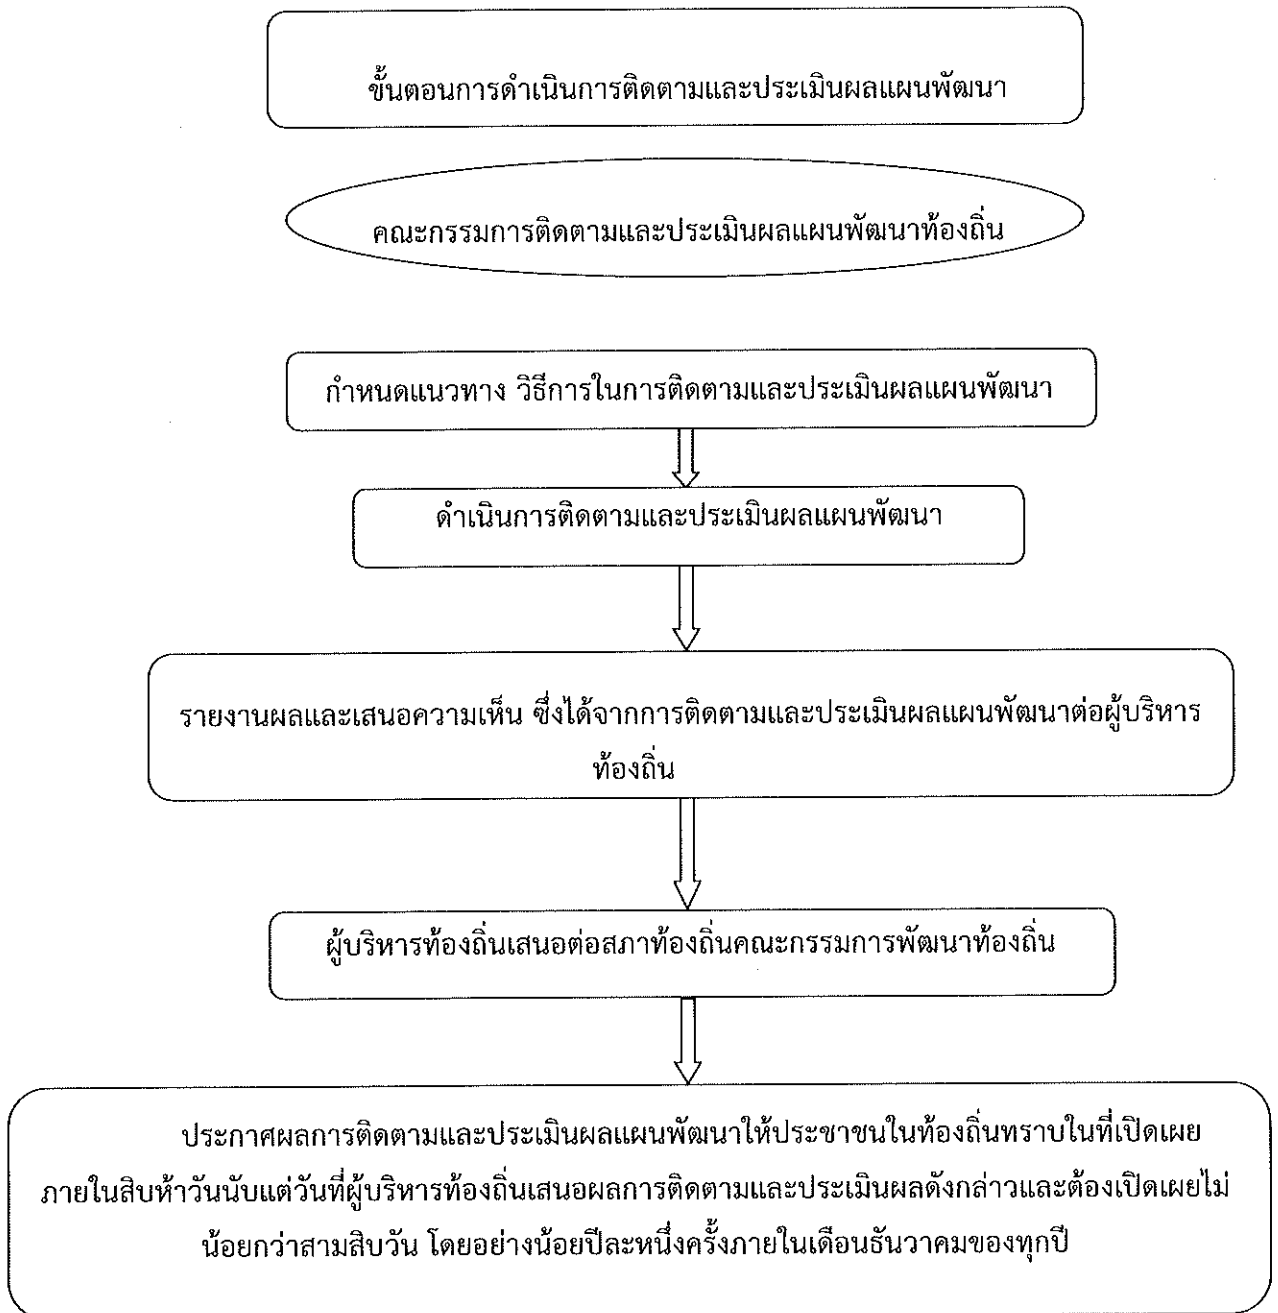 ขั้นตอนการดำเนินการติดตามและประเมินผลแผนพัฒนา
คณะกรรมการติดตามและประเมินผลแผนพัฒนาท้องถิ่น
กำหนดแนวทาง วิธีการในการติดตามและประเมินผลแผนพัฒนา
ดำเนินการติดตามและประเมินผลแผนพัฒนา
รายงานผลและเสนอความเห็น ซึ่งได้จากการติดตามและประเมินผลแผนพัฒนาต่อผู้บริหาร
ท้องถิ่น
ผู้บริหารท้องถิ่นเสนอต่อสภาท้องถิ่นคณะกรรมการพัฒนาท้องถิ่น
ประกาศผลการติดตามและประเมินผลแผนพัฒนาให้ประชาชนในท้องถิ่นทราบในที่เปิดเผย
ภายในสิบห้าวันนับแต่วันที่ผู้บริหารท้องถิ่นเสนอผลการติดตามและประเมินผลดังกล่าวและต้องเปิดเผยไม่
น้อยกว่าสามสิบวัน โดยอย่างน้อยปีละหนึ่งครั้งภายในเดือนธันวาคมของทุกปี